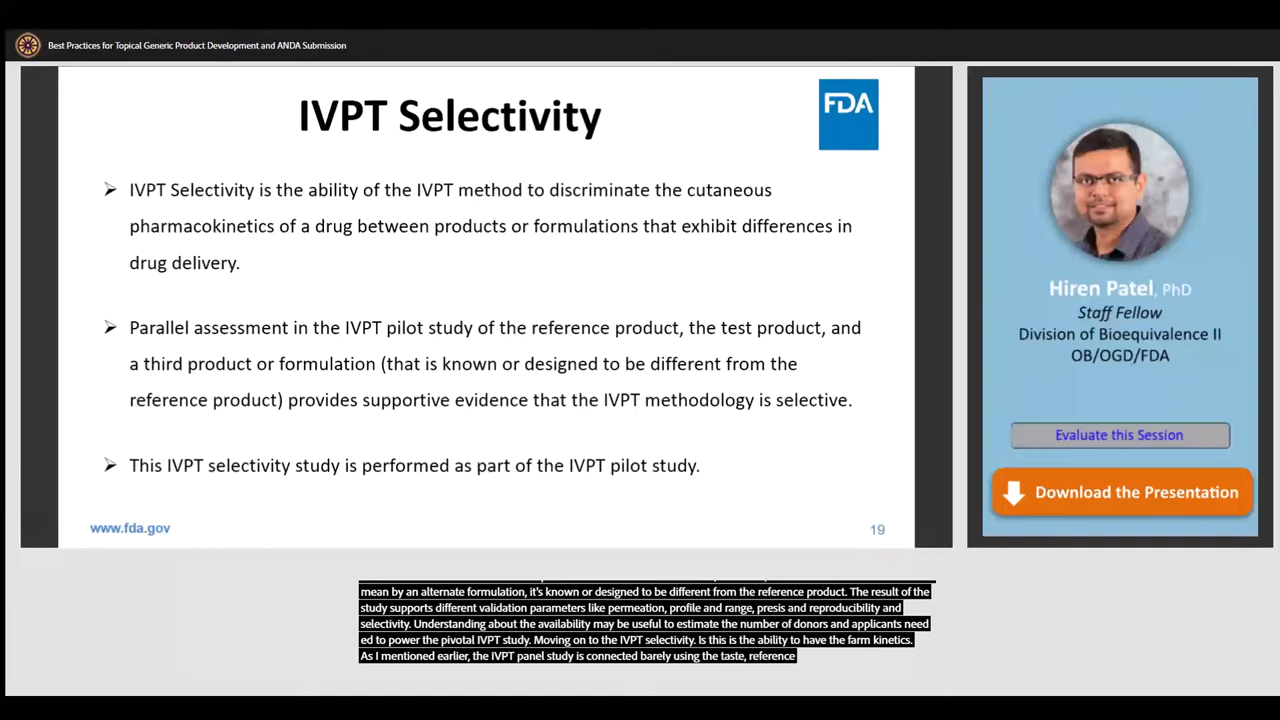 Best Practices for Topical Generic Product Development and ANDA Submission
IVPT Selectivity
FDA
IVPT Selectivity is the ability of the IVPT method to discriminate the cutaneous
pharmacokinetics of a drug between products or formulations that exhibit differences in
drug delivery.
Parallel assessment in the IVPT pilot study of the reference product, the test product, and
a third product or formulation (that is known or designed to be different from the
reference product) provides supportive evidence that the IVPT methodology is selective.
This IVPT selectivity study is performed as part of the IVPT pilot study.
www.fda.gov
19
Hiren Patel, PhD
Staff Fellow
Division of Bioequivalence II
OB/OGD/FDA
Evaluate this Session
Download the Presentation
mean by an alternate formulation, it's known or designed to be different from the reference product. The result of the
study supports different validation parameters like permeation, profile and range, presis and reproducibility and
selectivity. Understanding about the availability may be useful to estimate the number of donors and applicants need
ed to power the pivotal IVPT study. Moving on to the IVPT selectivity. Is this is the ability to have the farm kinetics.
As I mentioned earlier, the IVPT panel study is connected barely using the taste, reference